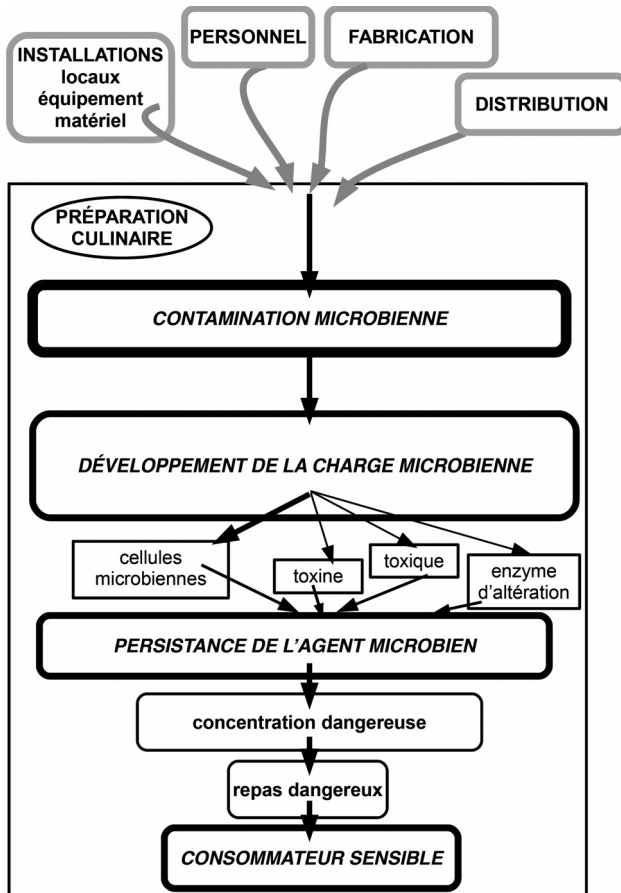 INSTALLATIONS
locaux
équipement
matériel
PERSONNEL
FABRICATION
DISTRIBUTION
PRÉPARATION
CULINAIRE
CONTAMINATION MICROBIENNE
DÉVELOPPEMENT DE LA CHARGE MICROBIENNE
cellules
microbiennes
toxine
toxique
enzyme
d'altération
PERSISTANCE DE L'AGENT MICROBIEN
concentration dangereuse
repas dangereux
CONSOMMATEUR SENSIBLE